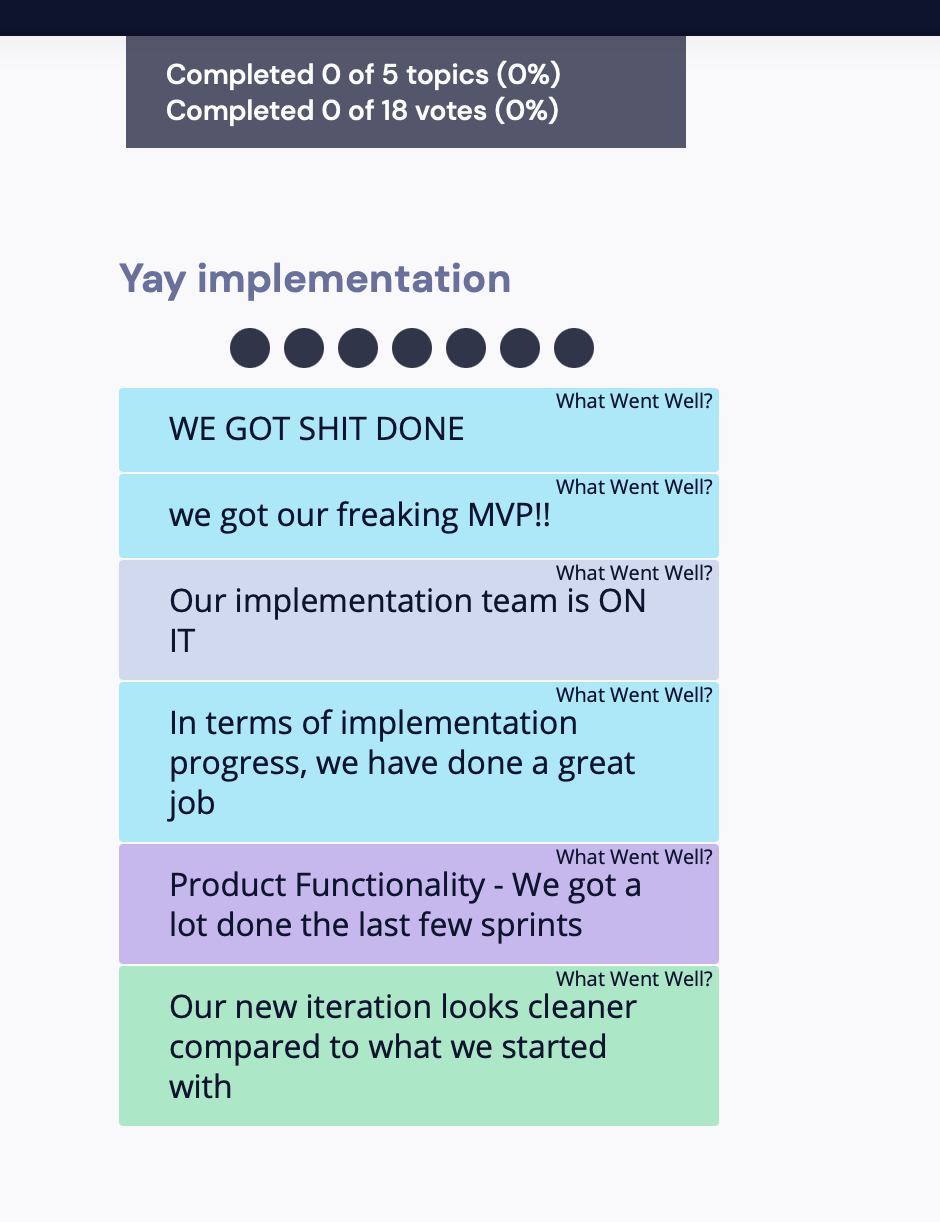 Completed 0 of 5 topics (0%)
Completed 0 of 18 votes (0%)
Yay implementation
What Went Well?
WE GOT SHIT DONE
What Went Well?
we got our freaking MVP!!
What Went Well?
Our implementation team is ON
IT
What Went Well?
In terms of implementation
progress, we have done a great
job
What Went Well?
Product Functionality - We got a
lot done the last few sprints
What Went Well?
Our new iteration looks cleaner
compared to what we started
with